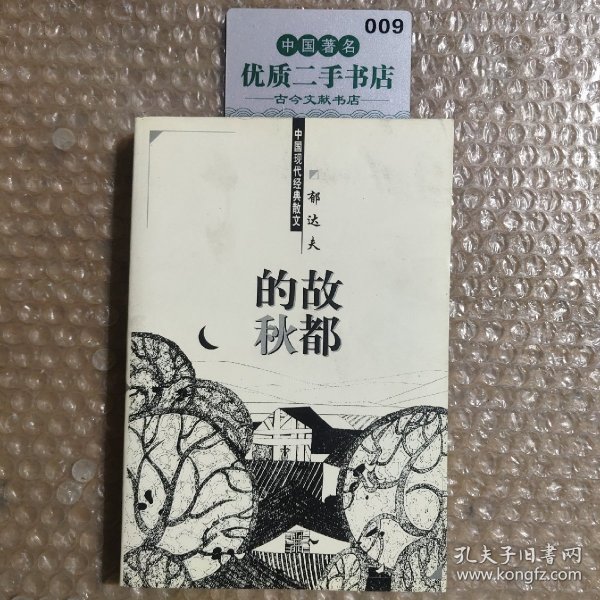 009
中国著名
优质二手书店
古今文献书店
中国现代经典散文
郁达夫
故都
的秋
孔夫子旧书网
www.kongfz.com